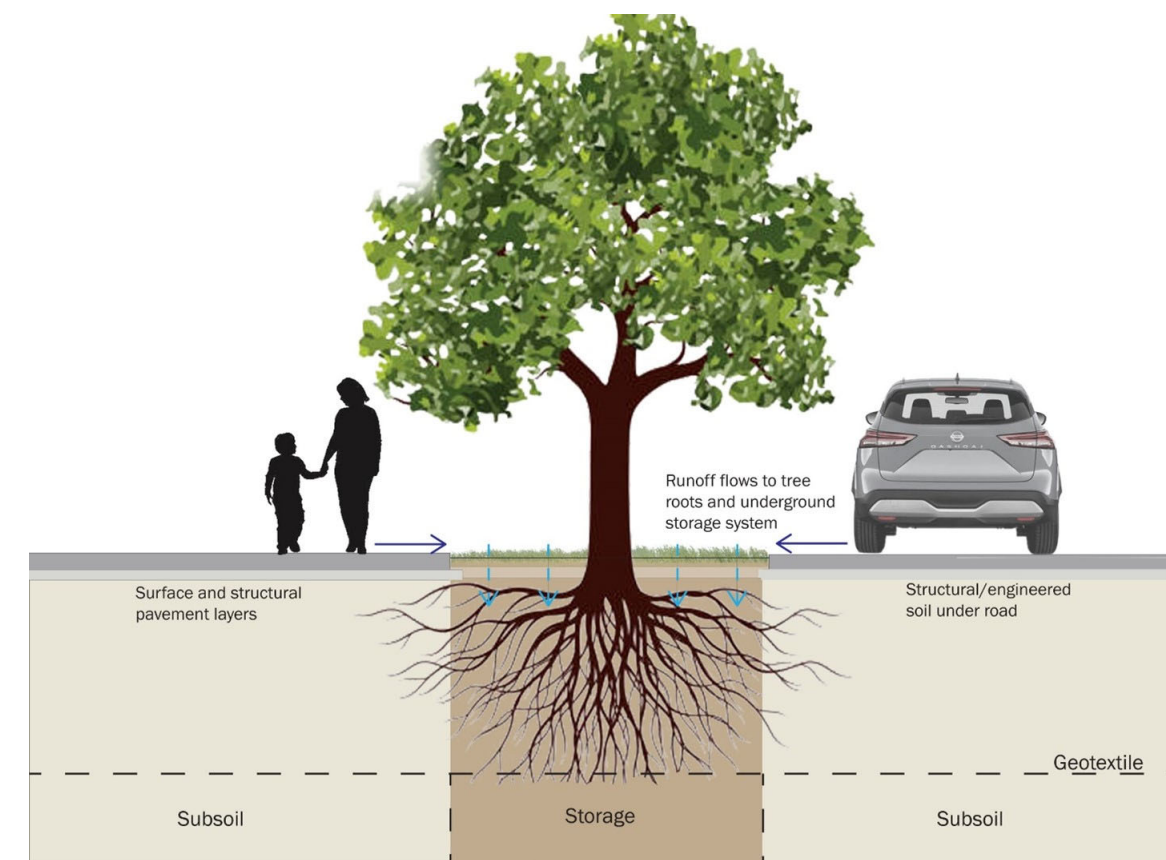 Runoff flows to tree
roots and underground
storage system
Surface and structural
pavement layers
Structural/engineered
soil under road
Geotextile
Subsoil
Storage
Subsoil
QASHQAI